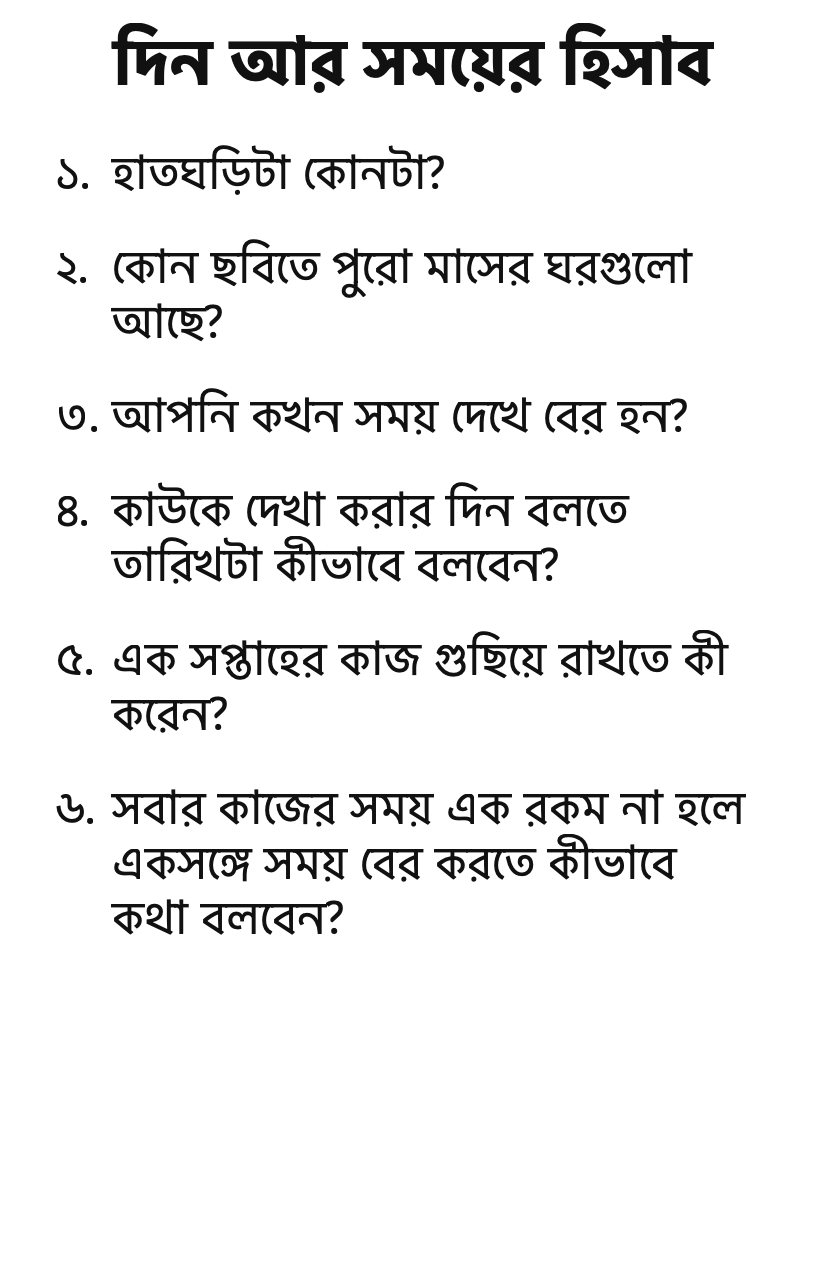 দিন আর সময়ের হিসাব
১. হাতঘড়িটা কোনটা?
২. কোন ছবিতে পুরো মাসের ঘরগুলো
আছে?
৩. আপনি কখন সময় দেখে বের হন?
৪. কাউকে দেখা করার দিন বলতে
তারিখটা কীভাবে বলবেন?
৫. এক সপ্তাহের কাজ গুছিয়ে রাখতে কী
করেন?
৬. সবার কাজের সময় এক রকম না হলে
একসঙ্গে সময় বের করতে কীভাবে
কথা বলবেন?